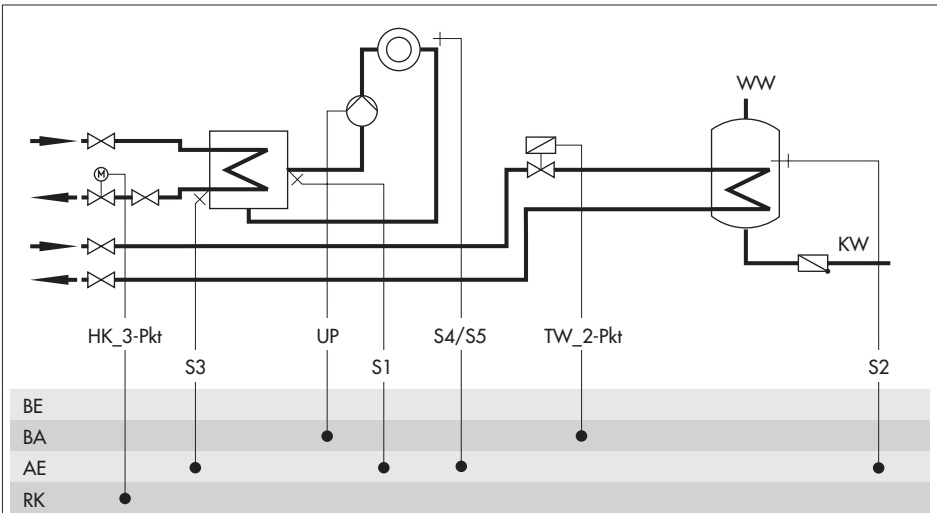 WW
M
KW
HK_3-Pkt UP S4/S5 TW_2-Pkt
S3 S1 S2
BE
BA
AE
RK